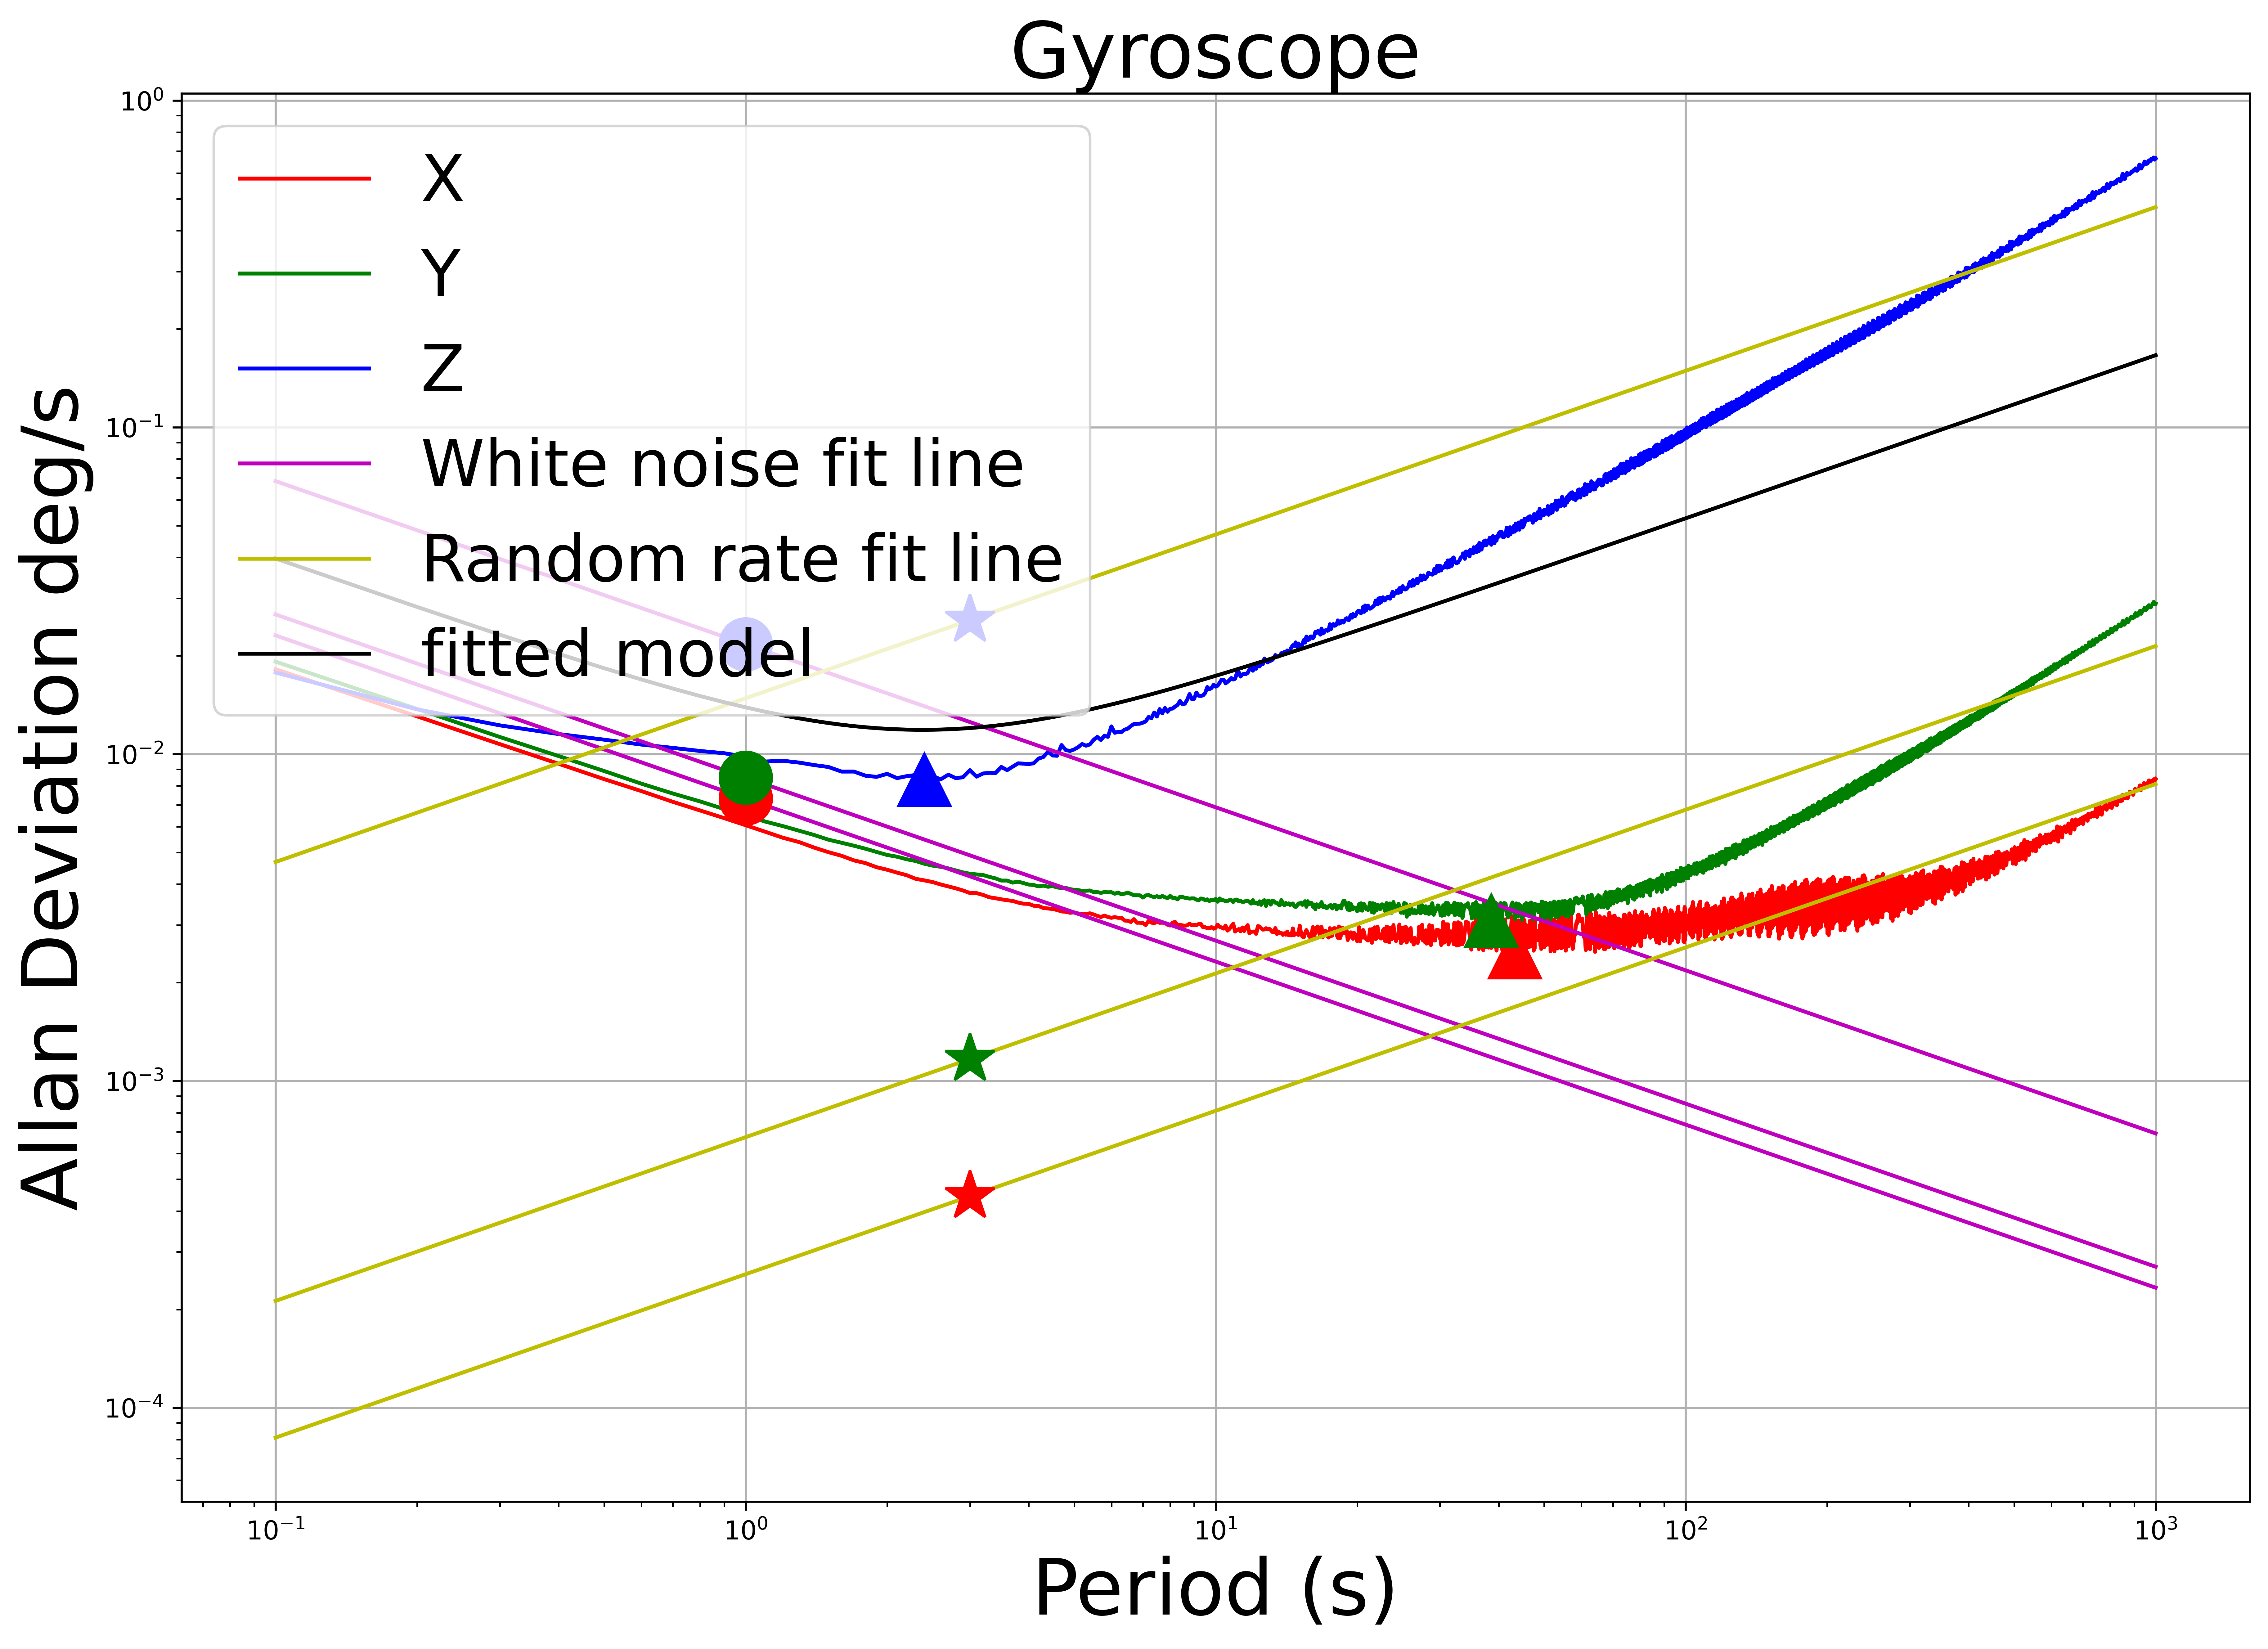 Gyroscope
Allan Deviation deg/s
10⁰
10⁻¹
10⁻²
10⁻³
10⁻⁴
X
Y
Z
White noise fit line
Random rate fit line
fitted model
10⁻¹ 10⁰ 10¹ 10² 10³
Period (s)